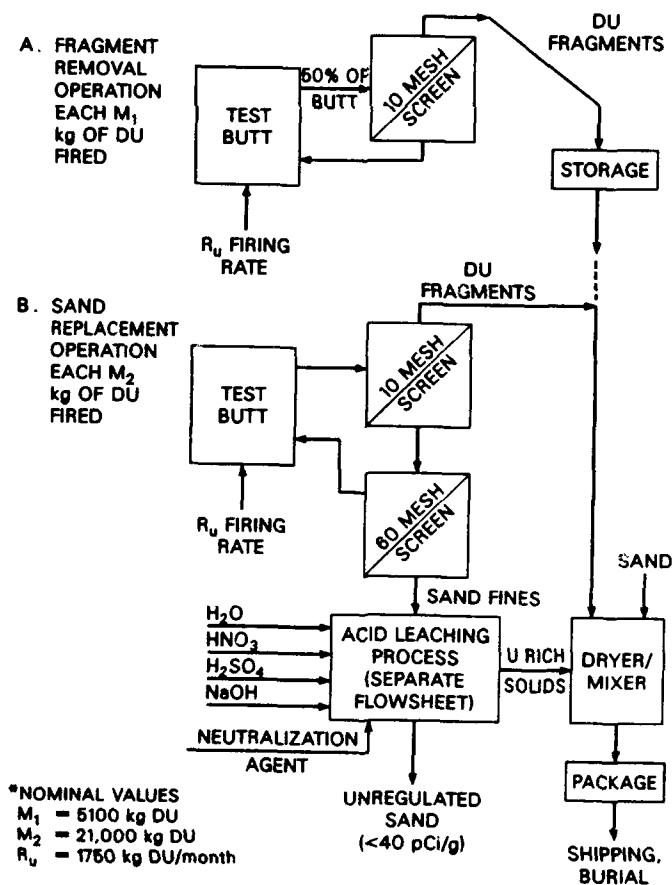 A. FRAGMENT
REMOVAL
OPERATION
EACH M₁
kg OF DU
FIRED
TEST
BUTT
50% OF
BUTT
10 MESH
SCREEN
DU
FRAGMENTS
STORAGE
Rᵤ FIRING
RATE
B. SAND
REPLACEMENT
OPERATION
EACH M₂
kg OF DU
FIRED
TEST
BUTT
10 MESH
SCREEN
DU
FRAGMENTS
60 MESH
SCREEN
Rᵤ FIRING
RATE
SAND FINES
SAND
H₂O
HNO₃
H₂SO₄
NaOH
NEUTRALIZATION
AGENT
ACID LEACHING
PROCESS
(SEPARATE
FLOWSHEET)
U RICH
SOLIDS
DRYER/
MIXER
PACKAGE
UNREGULATED
SAND
(<40 pCi/g)
SHIPPING,
BURIAL
*NOMINAL VALUES
M₁ = 5100 kg DU
M₂ = 21,000 kg DU
Rᵤ = 1750 kg DU/month